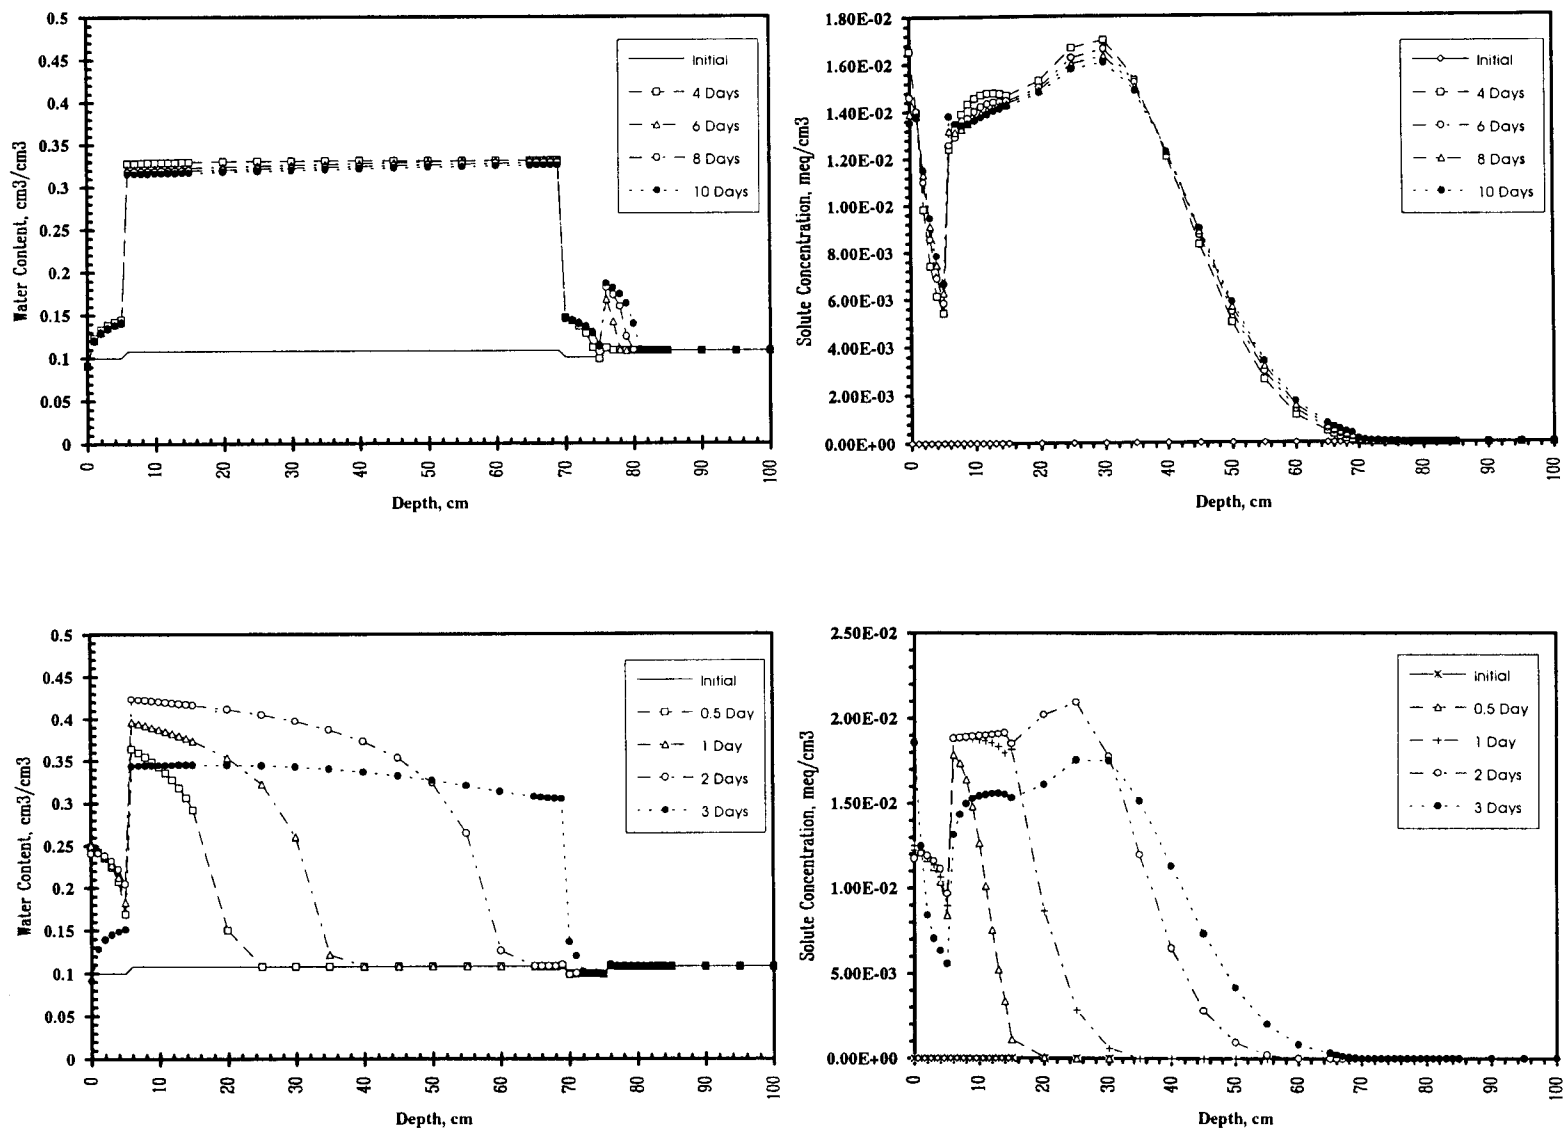 0.5
0.45
0.4
0.35
0.3
0.25
0.2
0.15
0.1
0.05
0
Water Content, cm3/cm3
0 10 20 30 40 50 60 70 80 90 100
Depth, cm
Initial
4 Days
6 Days
8 Days
10 Days
1.80E-02
1.60E-02
1.40E-02
1.20E-02
1.00E-02
8.00E-03
6.00E-03
4.00E-03
2.00E-03
0.00E+00
Solute Concentration, meq/cm3
0 10 20 30 40 50 60 70 80 90 100
Depth, cm
Initial
4 Days
6 Days
8 Days
10 Days
0.5
0.45
0.4
0.35
0.3
0.25
0.2
0.15
0.1
0.05
0
Water Content, cm3/cm3
0 10 20 30 40 50 60 70 80 90 100
Depth, cm
Initial
0.5 Day
1 Day
2 Days
3 Days
2.50E-02
2.00E-02
1.50E-02
1.00E-02
5.00E-03
0.00E+00
Solute Concentration, meq/cm3
0 10 20 30 40 50 60 70 80 90 100
Depth, cm
Initial
0.5 Day
1 Day
2 Days
3 Days